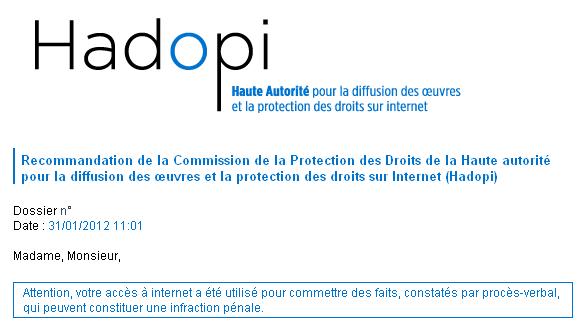 Hadopi
Haute Autorité pour la diffusion des œuvres
et la protection des droits sur internet
Recommandation de la Commission de la Protection des Droits de la Haute autorité
pour la diffusion des œuvres et la protection des droits sur Internet (Hadopi)
Dossier n°
Date : 31/01/2012 11:01
Madame, Monsieur,
Attention, votre accès à internet a été utilisé pour commettre des faits, constatés par procès-verbal,
qui peuvent constituer une infraction pénale.